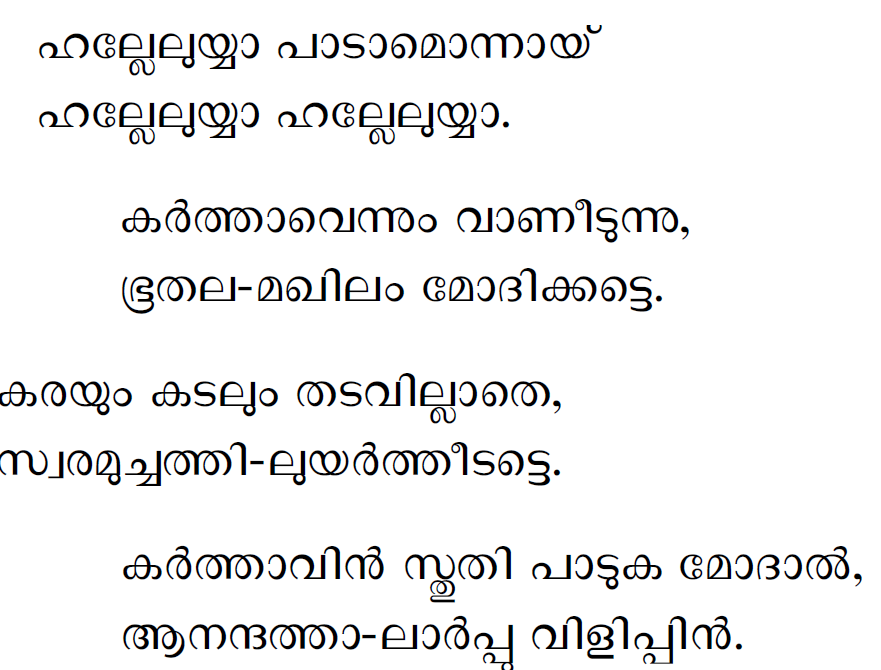 ഹല്ലേലുയ്യാ പാടാമൊന്നായ്
ഹല്ലേലുയ്യാ ഹല്ലേലുയ്യാ.
കർത്താവെന്നും വാണീടുന്നു,
ഭൂതല-മഖിലം മോദിക്കട്ടെ.
കരയും കടലും തടവില്ലാതെ,
സ്വരമുച്ചത്തി-ലുയർത്തീടട്ടെ.
കർത്താവിൻ സ്തുതി പാടുക മോദാൽ,
ആനന്ദത്താ-ലാർപ്പു വിളിപ്പിൻ.